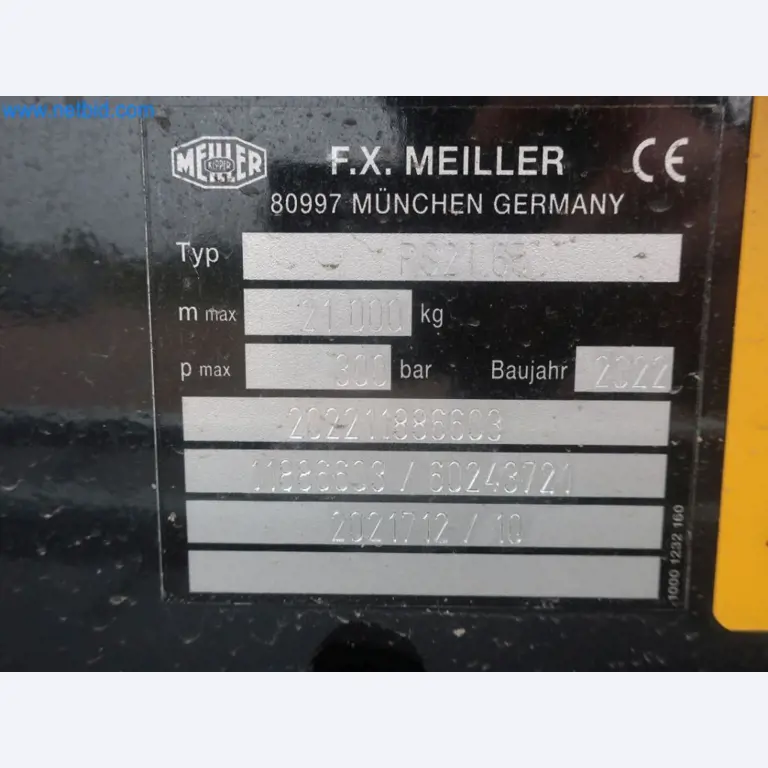 www.netbid.com
MEILLER KIPPER
F.X. MEILLER CE
80997 MÜNCHEN GERMANY
Typ
m max 21 000 kg
p max 300 bar Baujahr 2022
202211886603
11886603 / 60243721
2021712 / 10
1000 1232 160